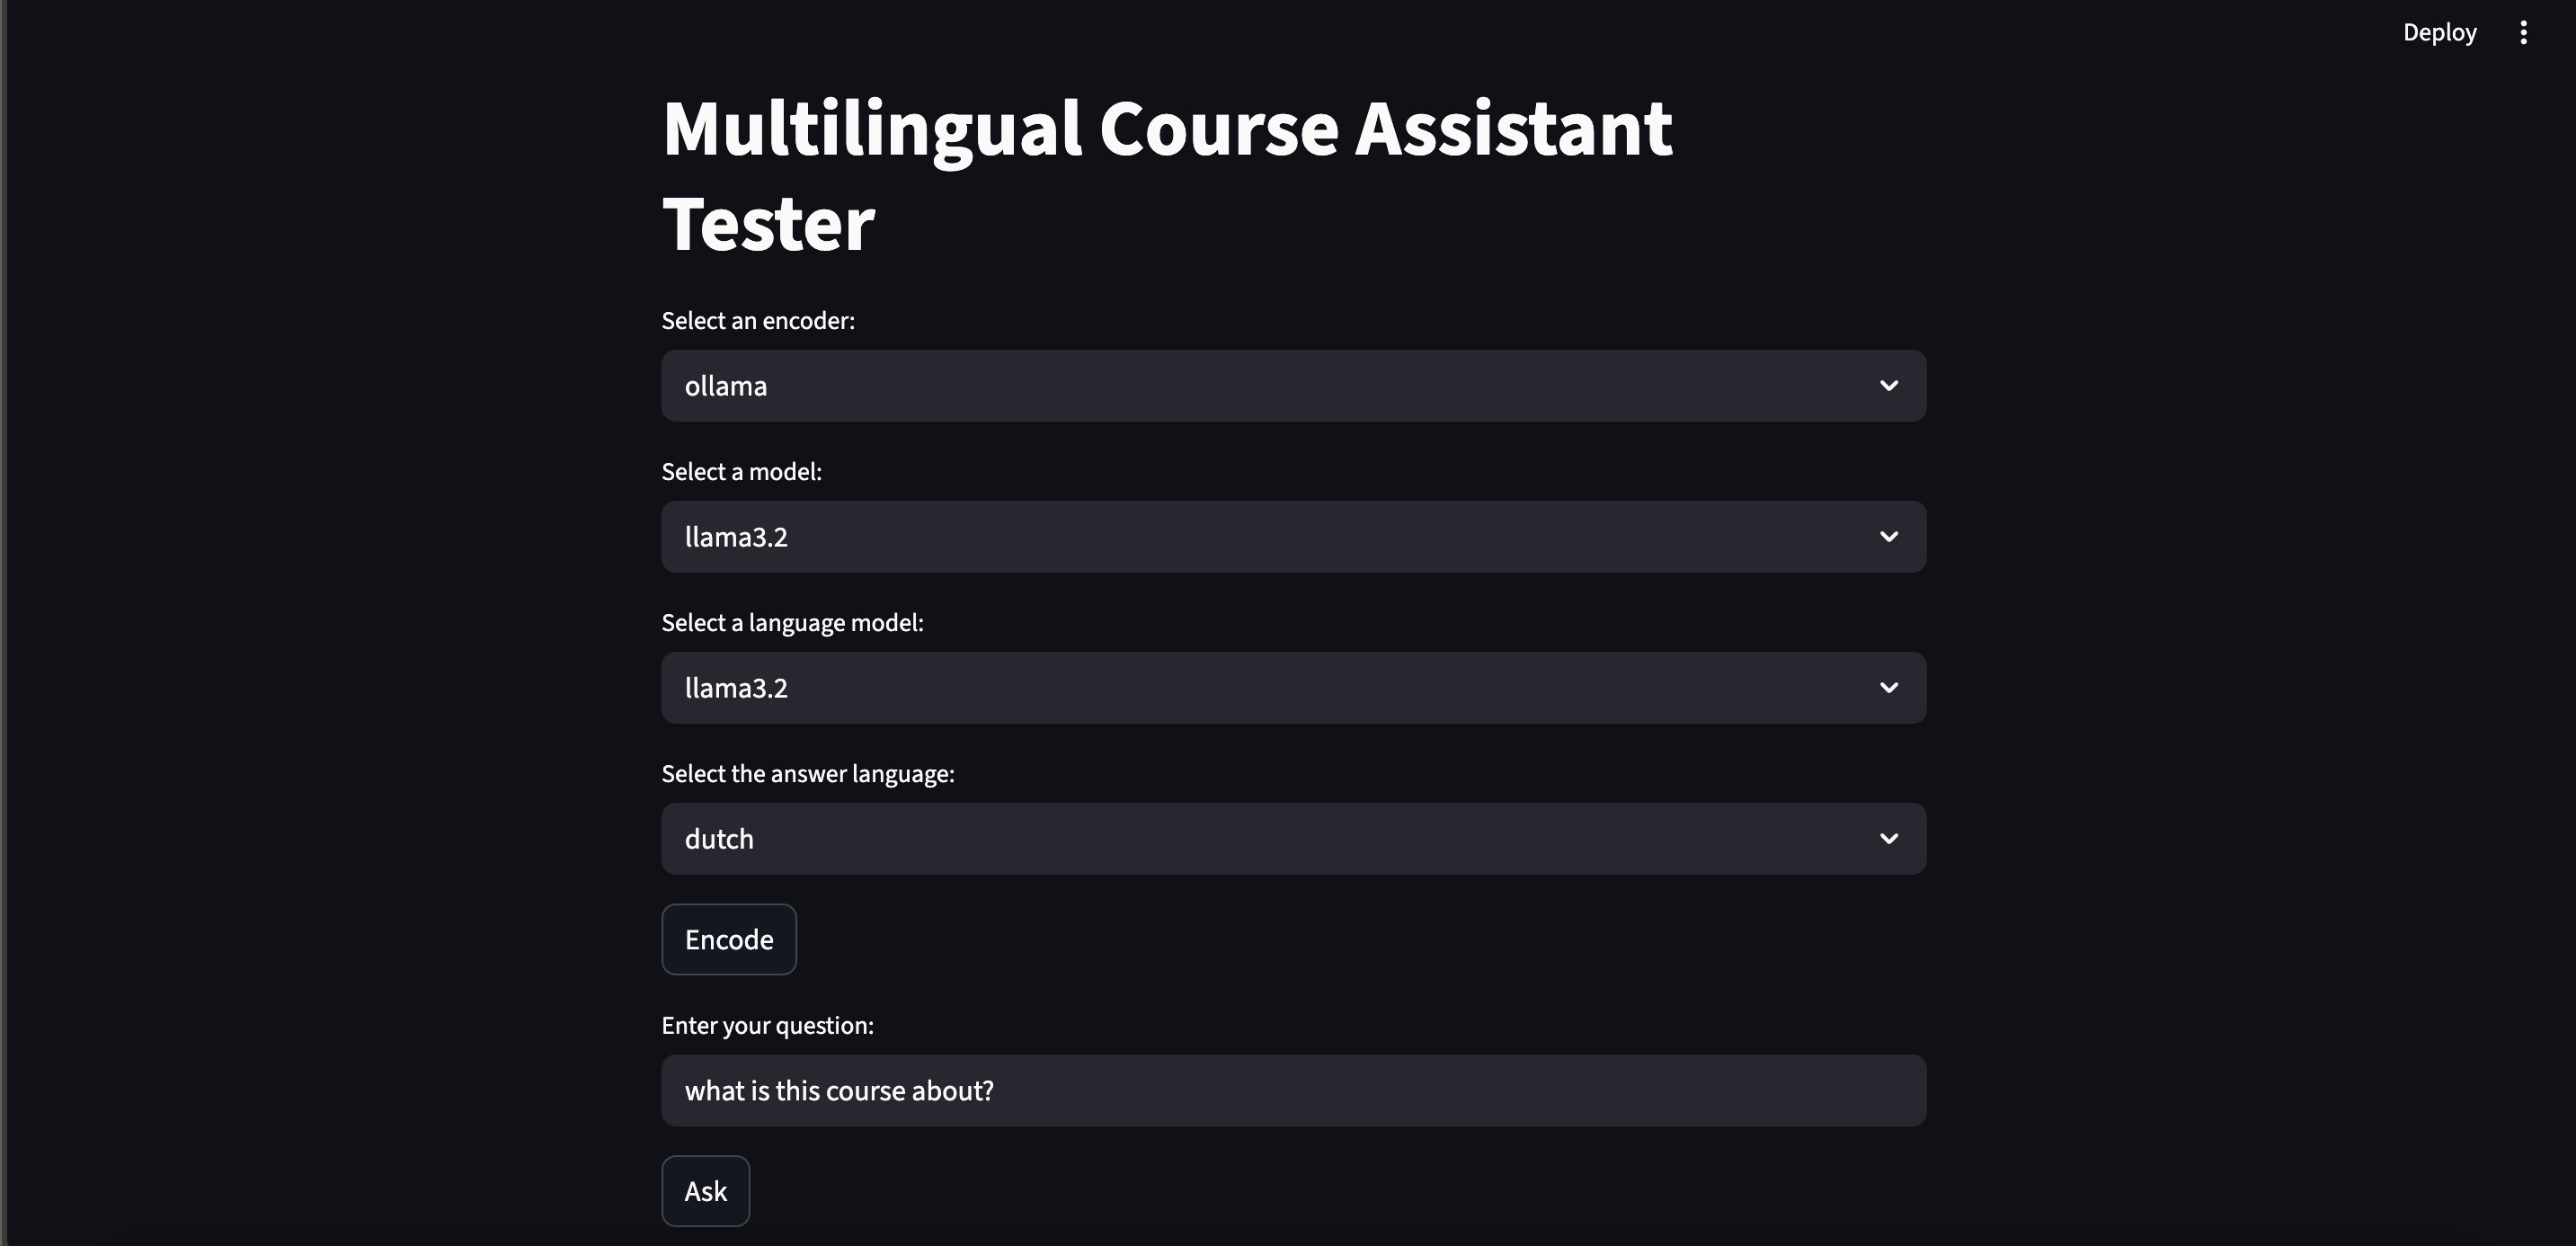 Deploy
Multilingual Course Assistant
Tester
Select an encoder:
ollama
Select a model:
llama3.2
Select a language model:
llama3.2
Select the answer language:
dutch
Encode
Enter your question:
what is this course about?
Ask